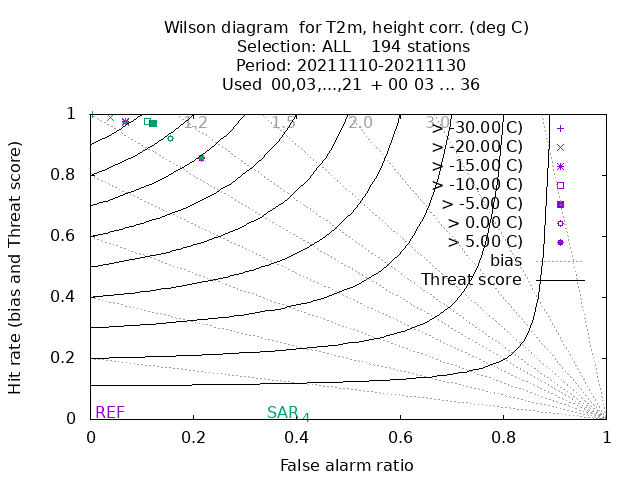 Wilson diagram  for T2m, height corr. (deg C)
Selection: ALL    194 stations
Period: 20211110-20211130
Used  00,03,...,21  + 00 03 ... 36
Hit rate (bias and Threat score)
1
0.8
0.6
0.4
0.2
0
1.2
1.5
2.0
3.0
> -30.00 C)
> -20.00 C)
> -15.00 C)
> -10.00 C)
> -5.00 C)
> 0.00 C)
> 5.00 C)
bias
Threat score
REF
SAR 4
0
0.2
0.4
0.6
0.8
1
False alarm ratio